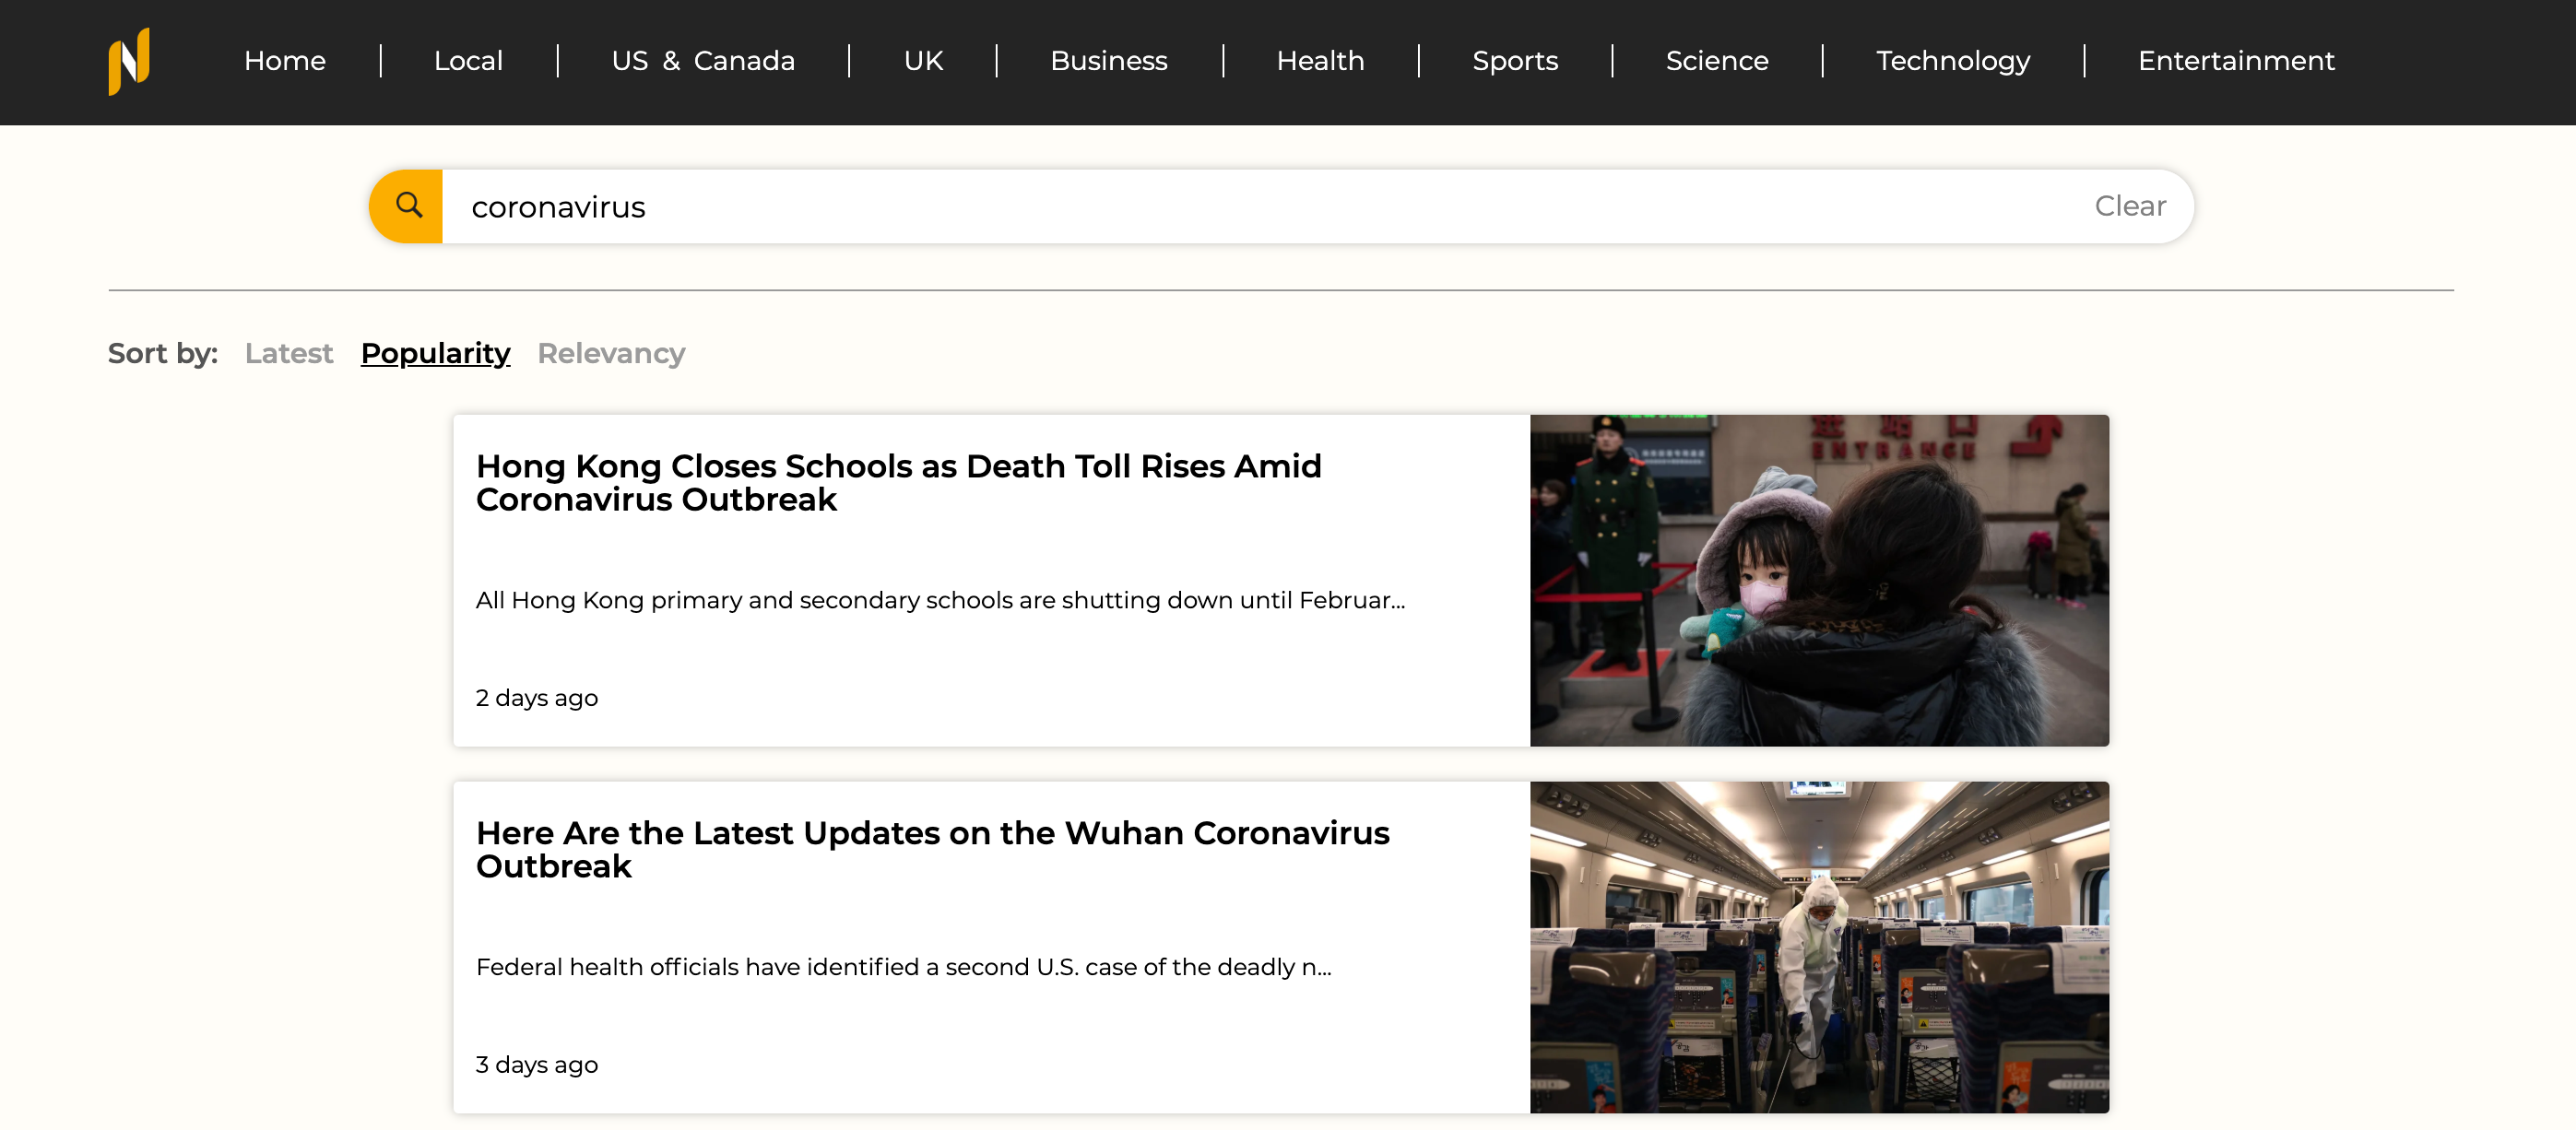 Home
Local
US & Canada
UK
Business
Health
Sports
Science
Technology
Entertainment
coronavirus
Clear
Sort by: Latest Popularity Relevancy
Hong Kong Closes Schools as Death Toll Rises Amid
Coronavirus Outbreak
All Hong Kong primary and secondary schools are shutting down until Februar...
2 days ago
进站口
ENTRANCE
Here Are the Latest Updates on the Wuhan Coronavirus
Outbreak
Federal health officials have identified a second U.S. case of the deadly n...
3 days ago